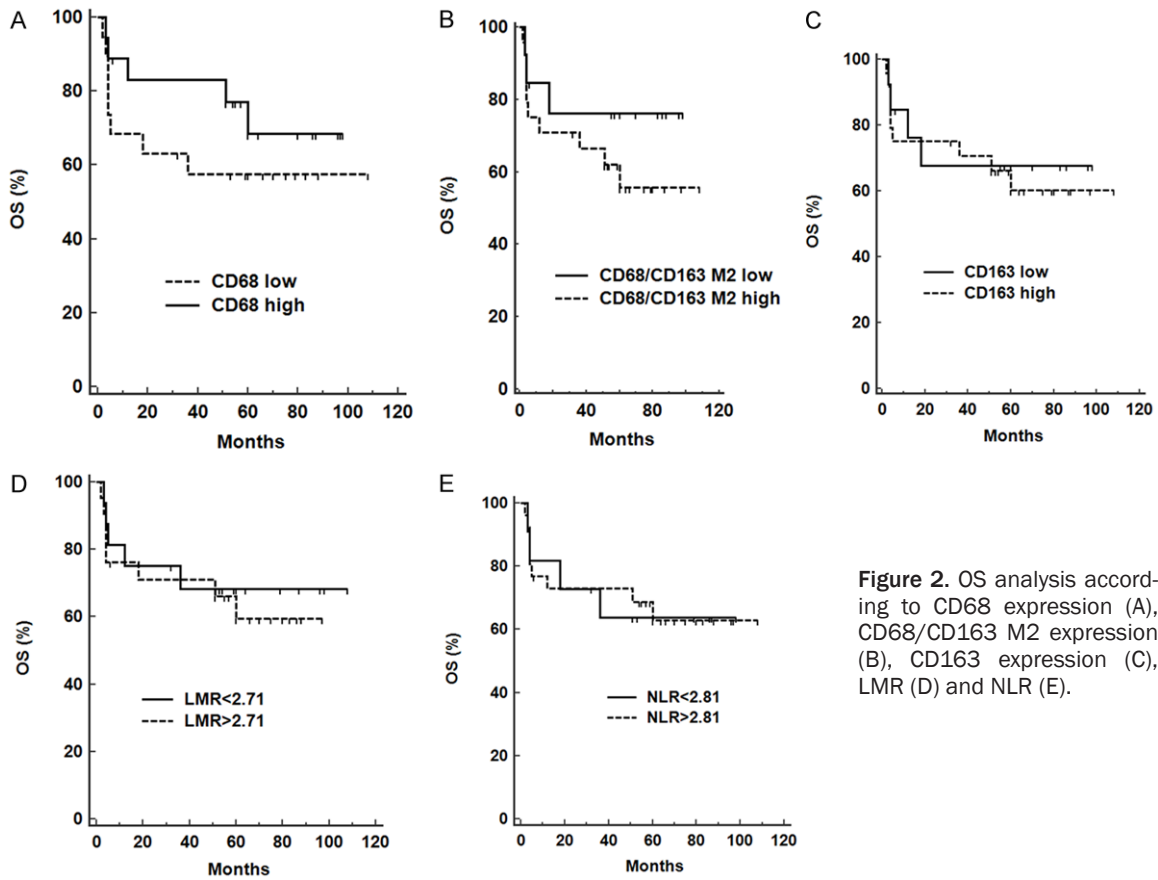 A
100
80
60
40
20
0
OS (%)
CD68 low
CD68 high
0 20 40 60 80 100 120
Months
B
100
80
60
40
20
0
OS (%)
CD68/CD163 M2 low
CD68/CD163 M2 high
0 40 80 120
Months
C
100
80
60
40
20
0
OS (%)
CD163 low
CD163 high
0 20 40 60 80 100 120
Months
D
100
80
60
40
20
0
OS (%)
LMR<2.71
LMR>2.71
0 20 40 60 80 100 120
Months
E
100
80
60
40
20
0
OS (%)
NLR<2.81
NLR>2.81
0 20 40 60 80 100 120
Months
Figure 2. OS analysis accord-
ing to CD68 expression (A),
CD68/CD163 M2 expression
(B), CD163 expression (C),
LMR (D) and NLR (E).